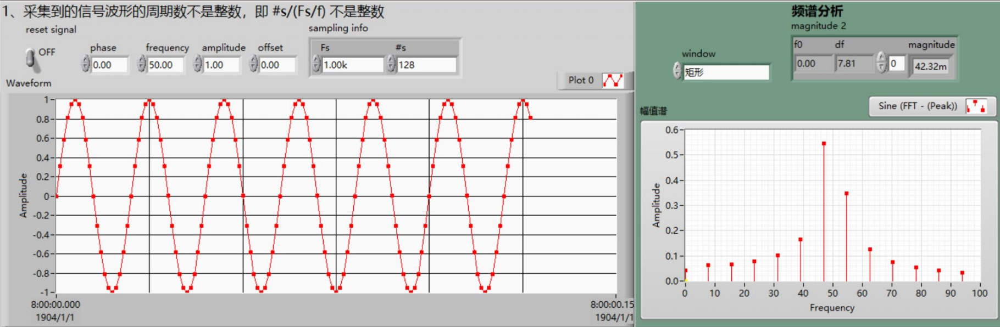 1、采集到的信号波形的周期数不是整数，即 #s/(Fs/f) 不是整数
reset signal
OFF
phase
0.00
frequency
50.00
amplitude
1.00
offset
0.00
sampling info
Fs
1.00k
#s
128
Waveform
Plot 0
1
0.8
0.6
0.4
0.2
0
-0.2
-0.4
-0.6
-0.8
-1
Amplitude
8:00:00.000
1904/1/1
8:00:00.15
1904/1/1
频谱分析
magnitude 2
window
矩形
f0
0.00
df
7.81
0
magnitude
42.32m
幅值谱
Sine (FFT - (Peak))
0.6
0.5
0.4
0.3
0.2
0.1
0.0
Amplitude
0 10 20 30 40 50 60 70 80 90 100
Frequency